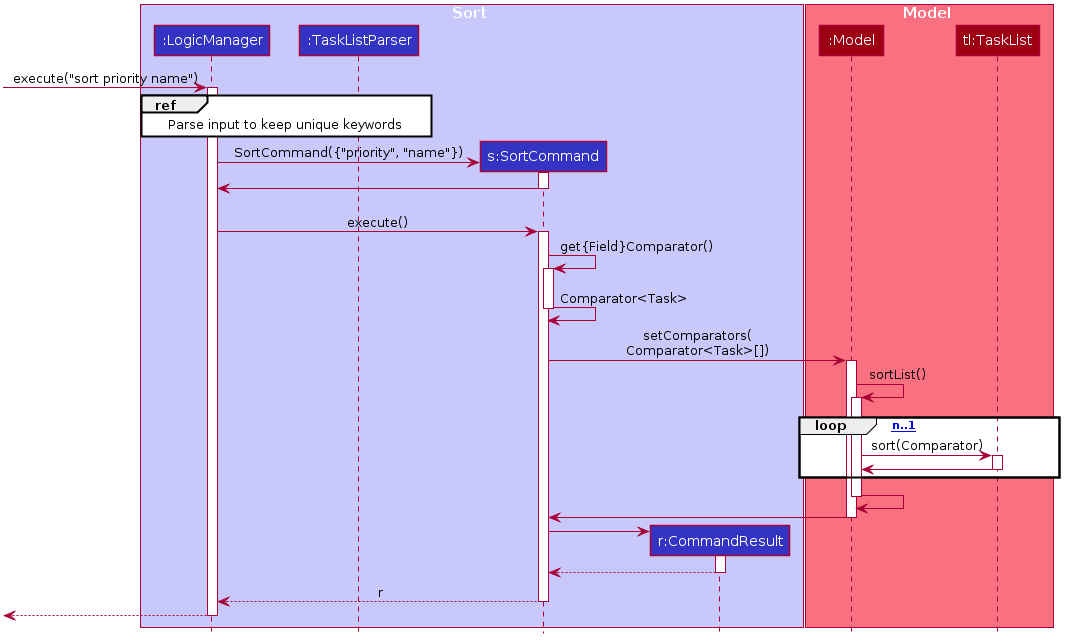 Sort
Model
:LogicManager
:TaskListParser
:Model
tl:TaskList
execute("sort priority name")
ref
Parse input to keep unique keywords
SortCommand({"priority", "name"})
s:SortCommand
execute()
get{Field}Comparator()
Comparator<Task>
setComparators(
Comparator<Task>[])
sortList()
loop
n..1
sort(Comparator)
r:CommandResult
r